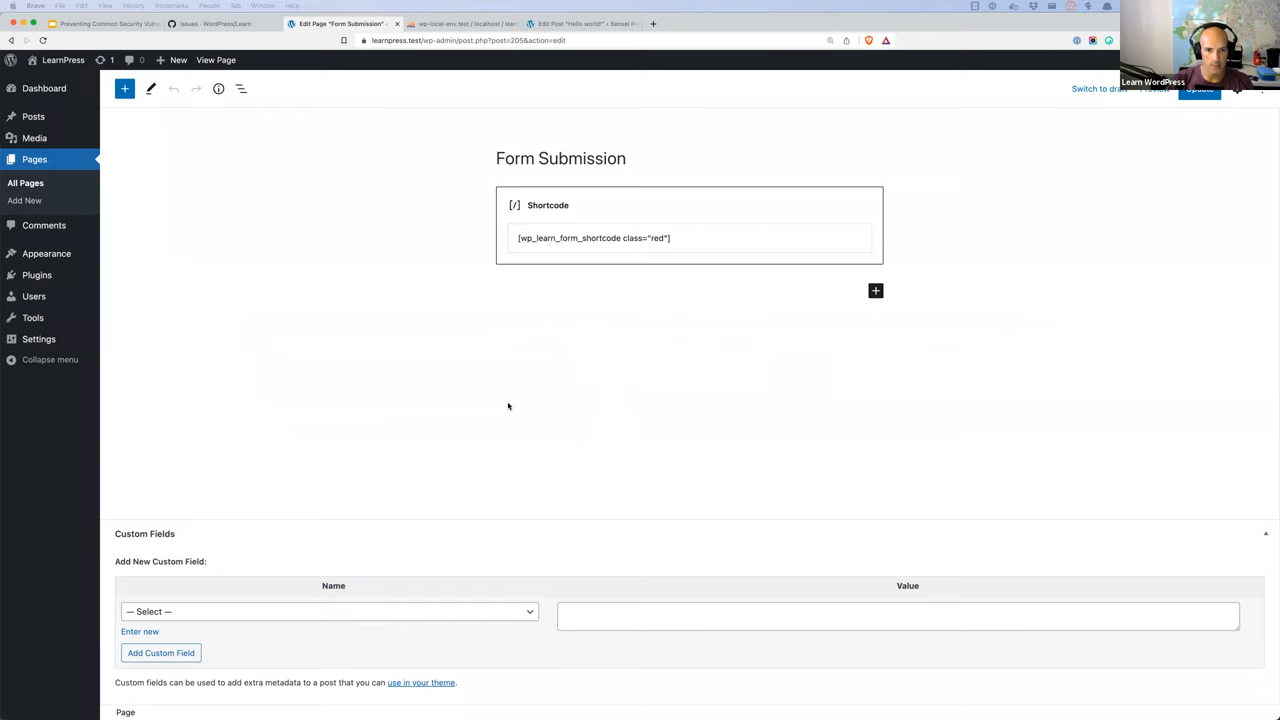 Brave File Edit View History Bookmarks People Tab Window Help
Preventing Common Security Vuln
Issues · WordPress/Learn
Edit Page "Form Submission" ‹
wp-local-env.test / localhost / learn
Edit Post "Hello world!" ‹ Sensei Pr
learnpress.test/wp-admin/post.php?post=205&action=edit
LearnPress 1 0 New View Page
Learn WordPress
Switch to draft
Dashboard
Posts
Media
Pages
All Pages
Add New
Comments
Appearance
Plugins
Users
Tools
Settings
Collapse menu
Form Submission
[/] Shortcode
[wp_learn_form_shortcode class="red"]
Custom Fields
Add New Custom Field:
Name Value
— Select —
Enter new
Add Custom Field
Custom fields can be used to add extra metadata to a post that you can use in your theme.
Page